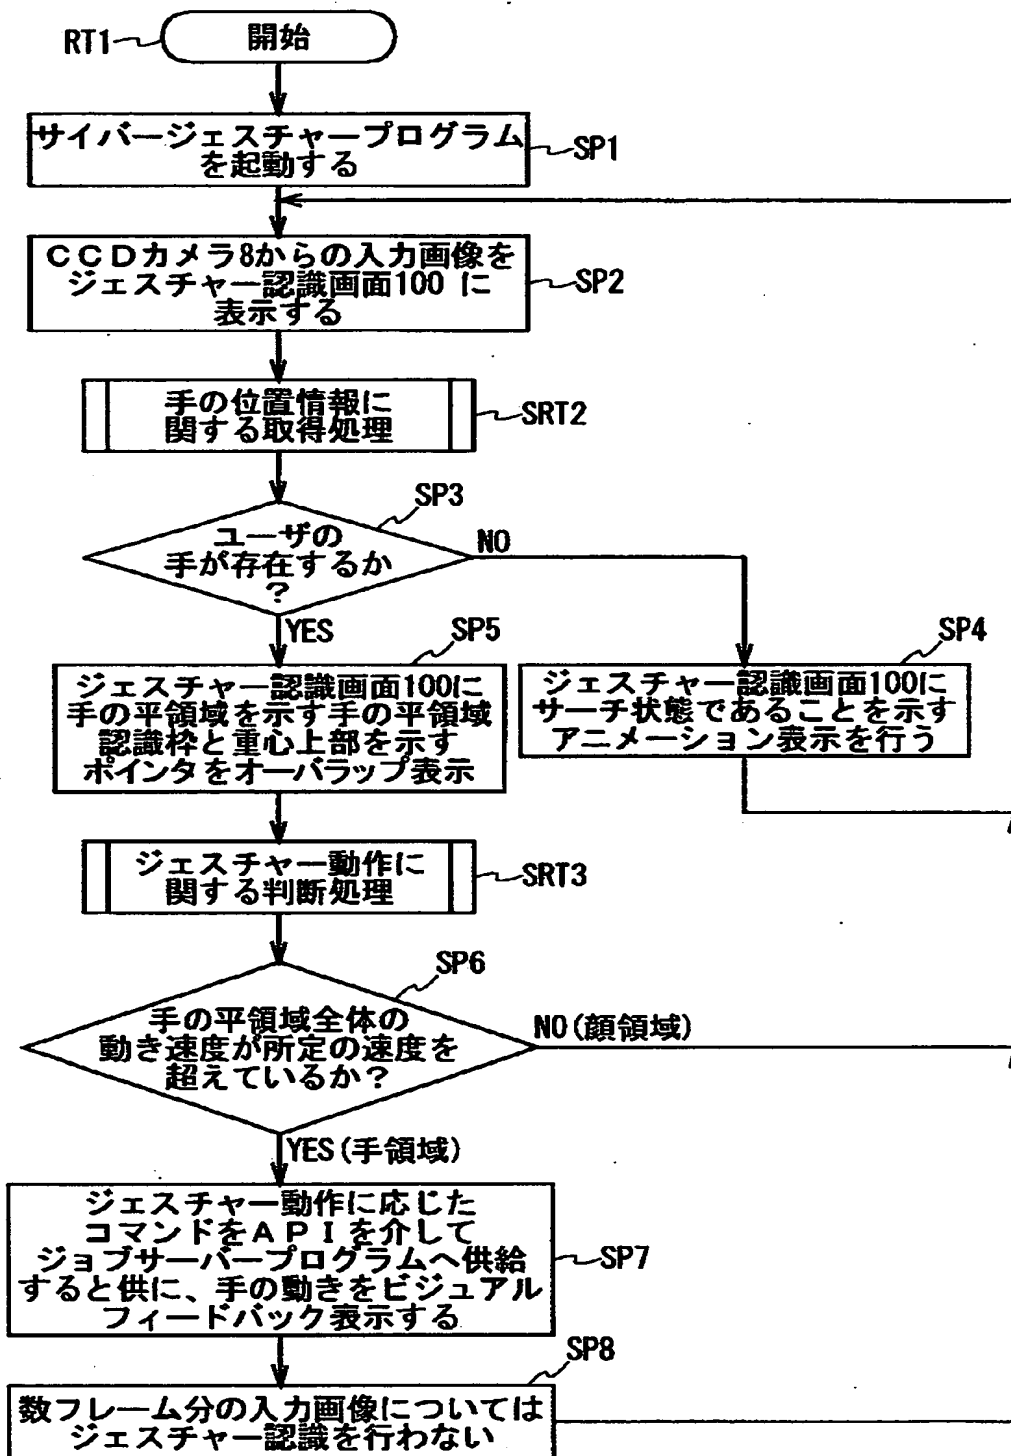 RT1
開始
サイバージェスチャープログラム
を起動する
SP1
CCDカメラ8からの入力画像を
ジェスチャー認識画面100 に
表示する
SP2
手の位置情報に
関する取得処理
SRT2
SP3
ユーザの
手が存在するか
?
NO
YES
SP5
ジェスチャー認識画面100に
手の平領域を示す手の平領域
認識枠と重心上部を示す
ポインタをオーバラップ表示
SP4
ジェスチャー認識画面100に
サーチ状態であることを示す
アニメーション表示を行う
ジェスチャー動作に
関する判断処理
SRT3
SP6
手の平領域全体の
動き速度が所定の速度を
超えているか?
NO(顔領域)
YES(手領域)
ジェスチャー動作に応じた
コマンドをAPIを介して
ジョブサーバープログラムへ供給
すると供に、手の動きをビジュアル
フィードバック表示する
SP7
SP8
数フレーム分の入力画像については
ジェスチャー認識を行わない